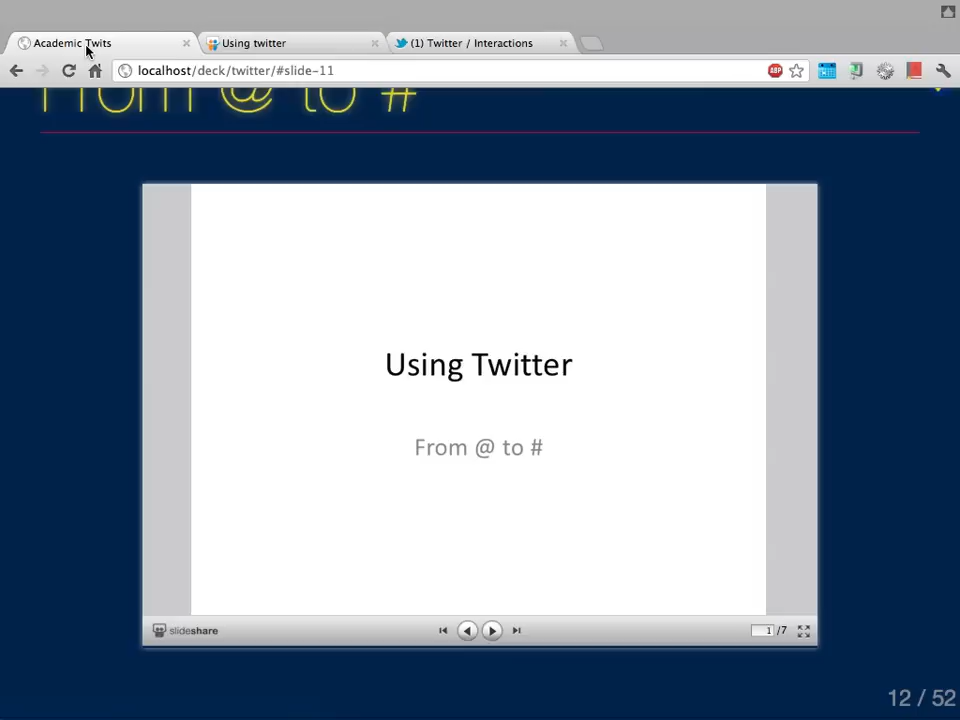 Academic Twits
Using twitter
(1) Twitter / Interactions
localhost/deck/twitter/#slide-11
ABP
From @ to #
Using Twitter
From @ to #
slideshare
1 /7
12 / 52